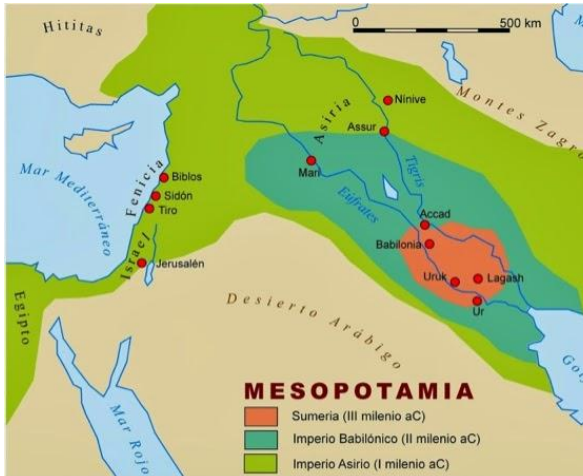 Hititas
0
500 km
Nínive
Montes Zagro
Asiria
Assur
Mari
Tigris
Éufrates
Biblos
Fenicia
Sidón
Tiro
Mar Mediterráneo
Israel
Jerusalén
Accad
Babilonia
Uruk
Lagash
Ur
Egipto
Desierto Arábigo
Mar Rojo
MESOPOTAMIA
Sumeria (III milenio aC)
Imperio Babilónico (II milenio aC)
Imperio Asirio (I milenio aC)